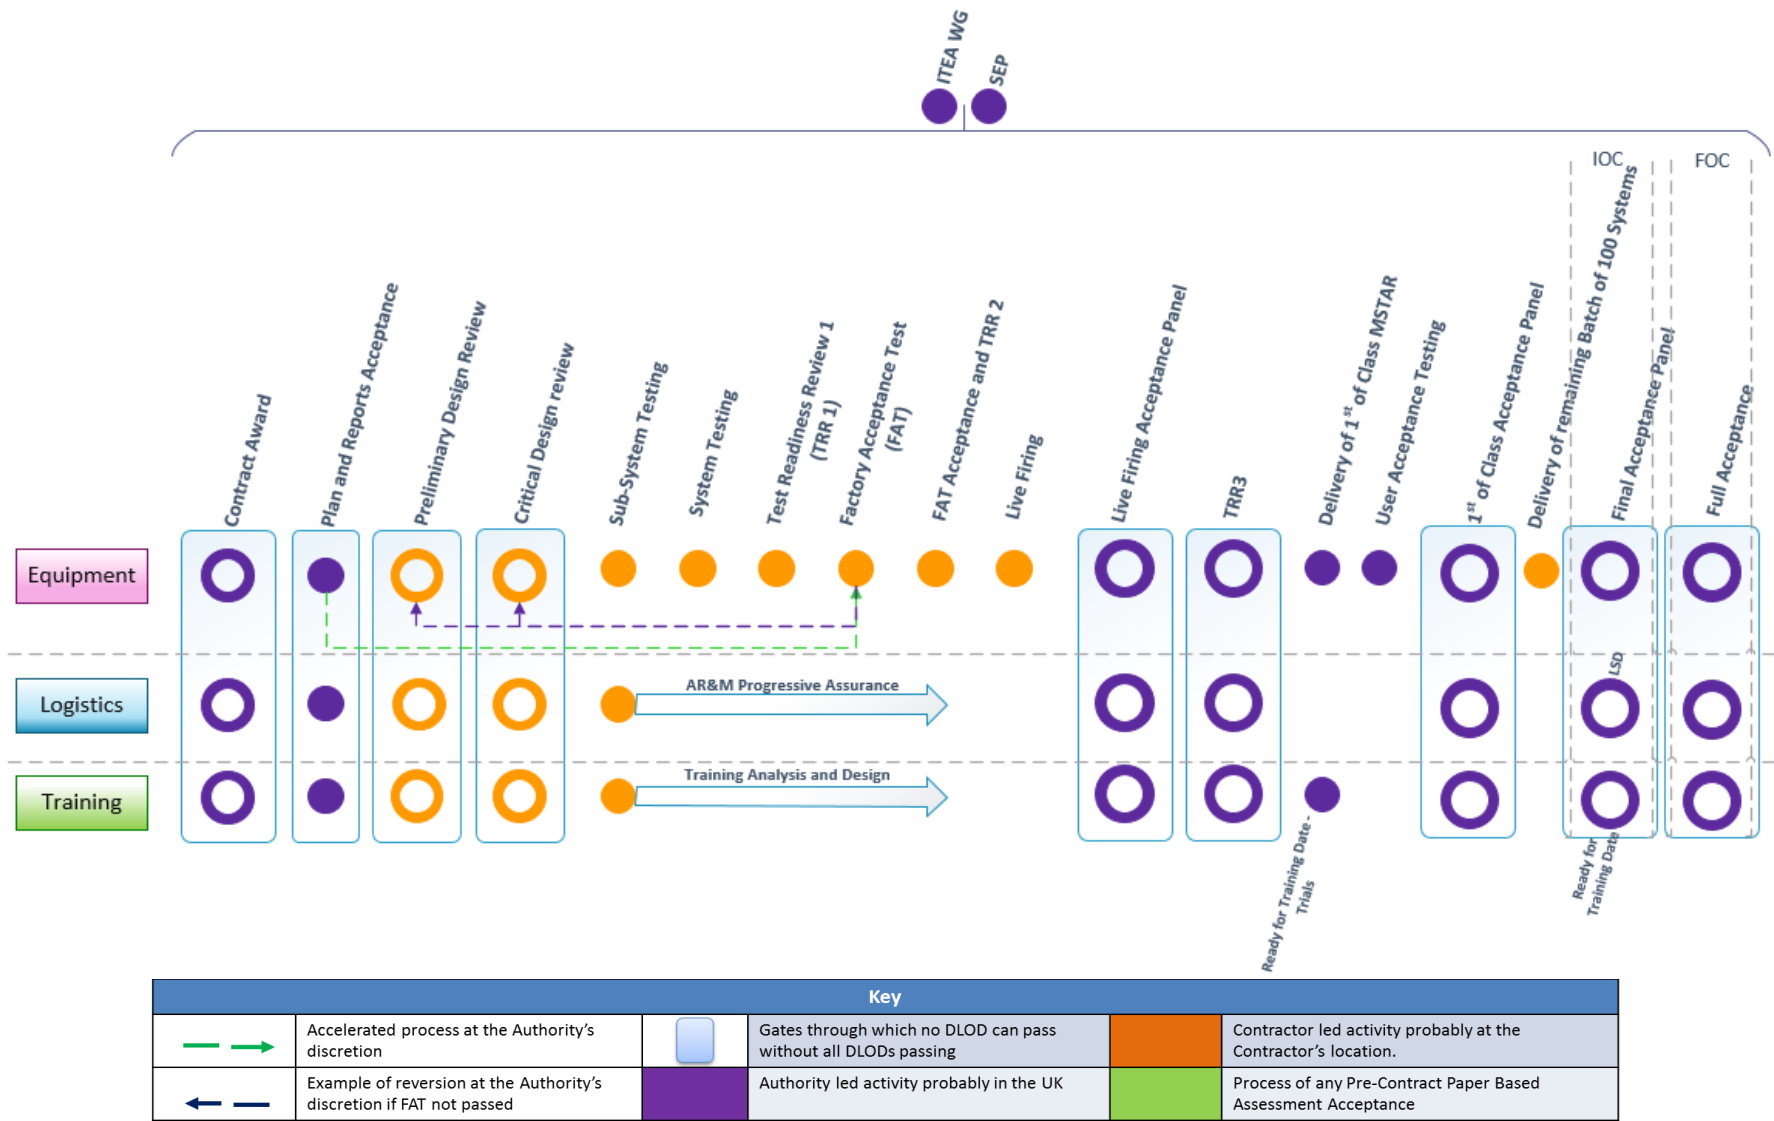 ITEA WG
SEP
IOC
FOC
Contract Award
Plan and Reports Acceptance
Preliminary Design Review
Critical Design review
Sub-System Testing
System Testing
Test Readiness Review 1
(TRR 1)
Factory Acceptance Test
(FAT)
FAT Acceptance and TRR 2
Live Firing
Live Firing Acceptance Panel
TRR3
Delivery of 1st of Class MSTAR
User Acceptance Testing
1st of Class Acceptance Panel
Delivery of remaining Batch of 100 Systems
Final Acceptance Panel
Full Acceptance
Equipment
Logistics
AR&M Progressive Assurance
LSD
Training
Training Analysis and Design
Ready for Training Date -
Trials
Ready for
Training Date
Key
Accelerated process at the Authority’s
discretion
Gates through which no DLOD can pass
without all DLODs passing
Contractor led activity probably at the
Contractor’s location.
Example of reversion at the Authority’s
discretion if FAT not passed
Authority led activity probably in the UK
Process of any Pre-Contract Paper Based
Assessment Acceptance